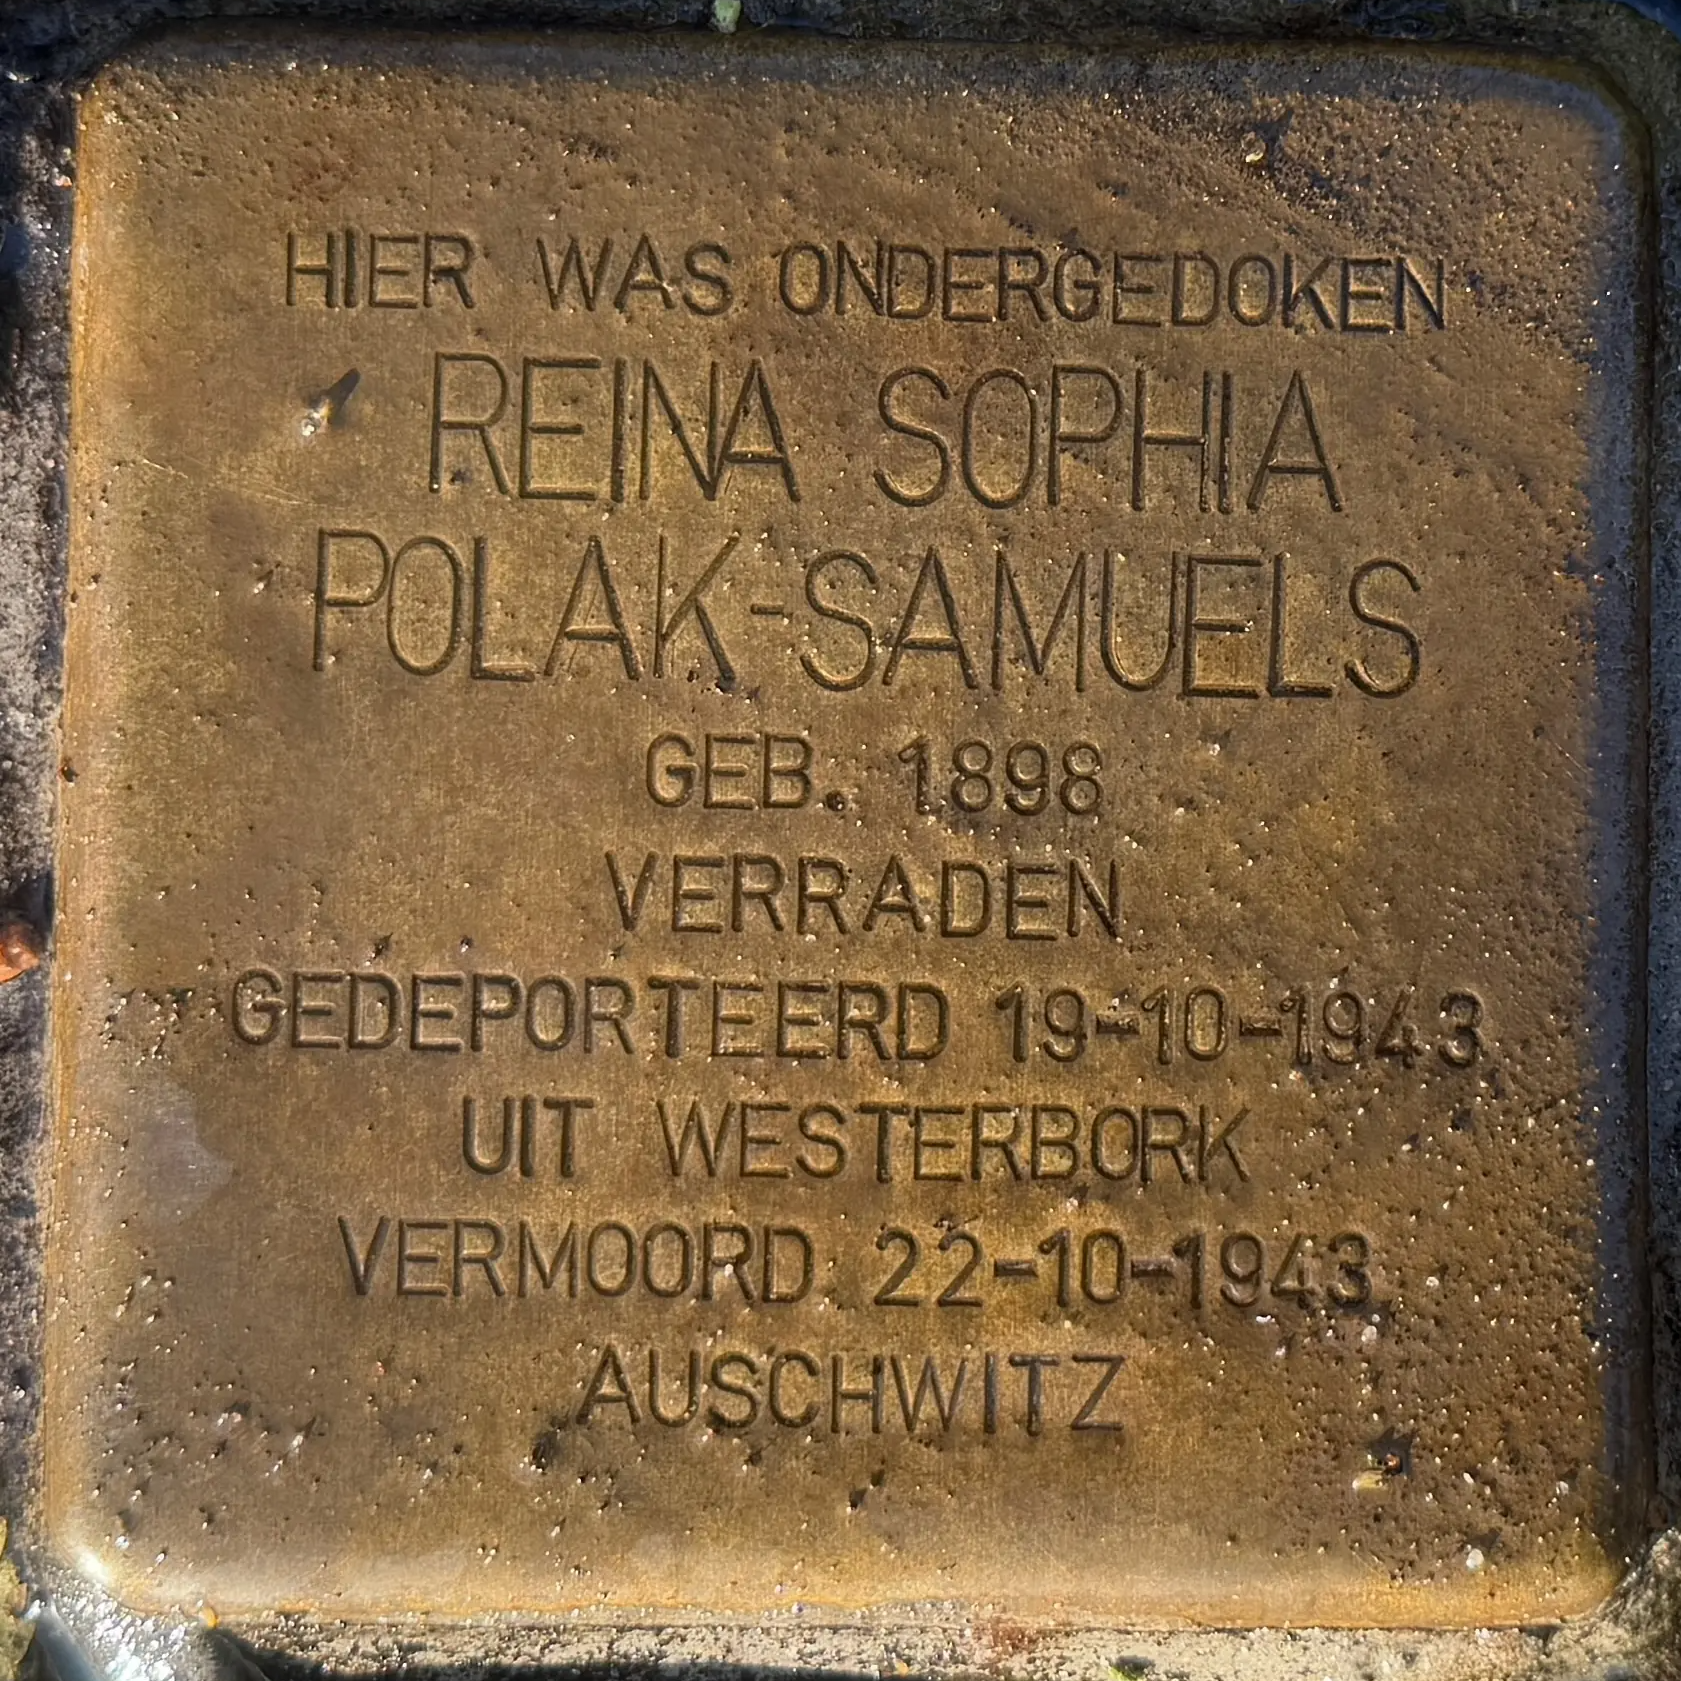 HIER WAS ONDERGEDOKEN
REINA SOPHIA
POLAK-SAMUELS
GEB. 1898
VERRADEN
GEDEPORTEERD 19-10-1943
UIT WESTERBORK
VERMOORD 22-10-1943
AUSCHWITZ